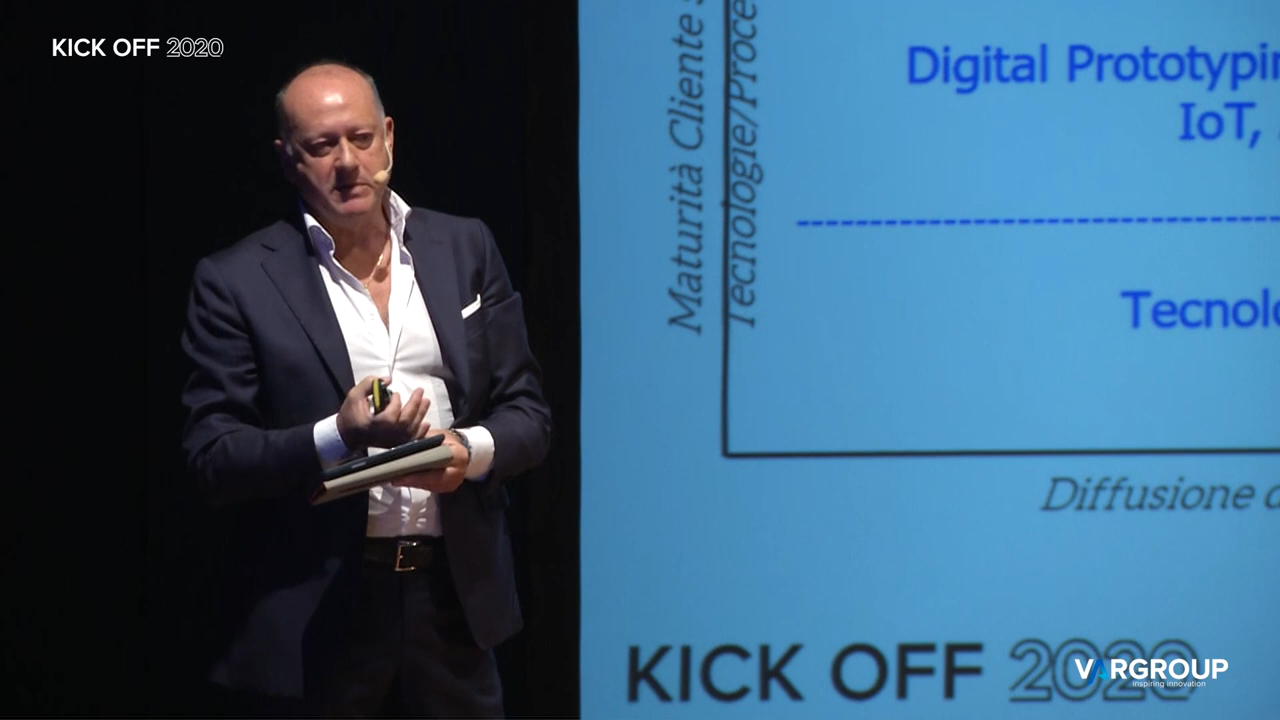 KICK OFF 2020
Maturità Cliente
Tecnologie/Proce
Digital Prototypin
IoT,
Tecnolo
Diffusione d
KICK OFF 2020
VARGROUP
Inspiring innovation